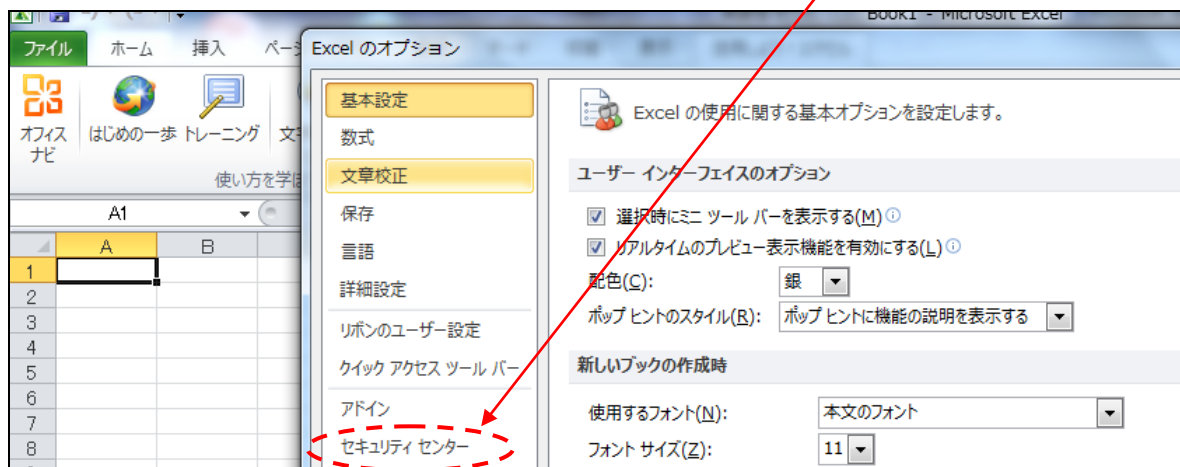 Book1 - Microsoft Excel
ファイル ホーム 挿入 ページ
Excel のオプション
オフィス
ナビ
はじめの一歩
トレーニング
文
使い方を学ぼ
A1
A B
1
2
3
4
5
6
7
8
基本設定
数式
文章校正
保存
言語
詳細設定
リボンのユーザー設定
クイック アクセス ツール バー
アドイン
セキュリティ センター
Excel の使用に関する基本オプションを設定します。
ユーザー インターフェイスのオプション
選択時にミニ ツール バーを表示する(M)
リアルタイムのプレビュー表示機能を有効にする(L)
配色(C): 銀
ポップ ヒントのスタイル(R): ポップ ヒントに機能の説明を表示する
新しいブックの作成時
使用するフォント(N): 本文のフォント
フォント サイズ(Z): 11